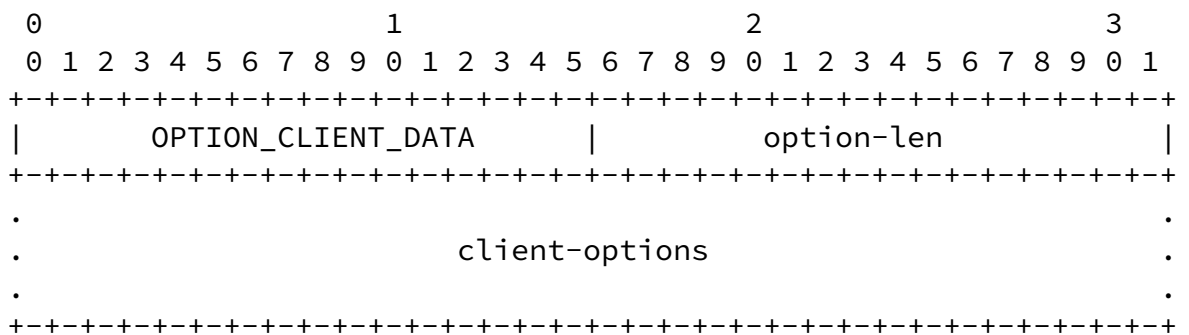 0                   1                   2                   3
 0 1 2 3 4 5 6 7 8 9 0 1 2 3 4 5 6 7 8 9 0 1 2 3 4 5 6 7 8 9 0 1
+-+-+-+-+-+-+-+-+-+-+-+-+-+-+-+-+-+-+-+-+-+-+-+-+-+-+-+-+-+-+-+-+
|       OPTION_CLIENT_DATA      |         option-len            |
+-+-+-+-+-+-+-+-+-+-+-+-+-+-+-+-+-+-+-+-+-+-+-+-+-+-+-+-+-+-+-+-+
.                                                               .
.                        client-options                         .
.                                                               .
+-+-+-+-+-+-+-+-+-+-+-+-+-+-+-+-+-+-+-+-+-+-+-+-+-+-+-+-+-+-+-+-+